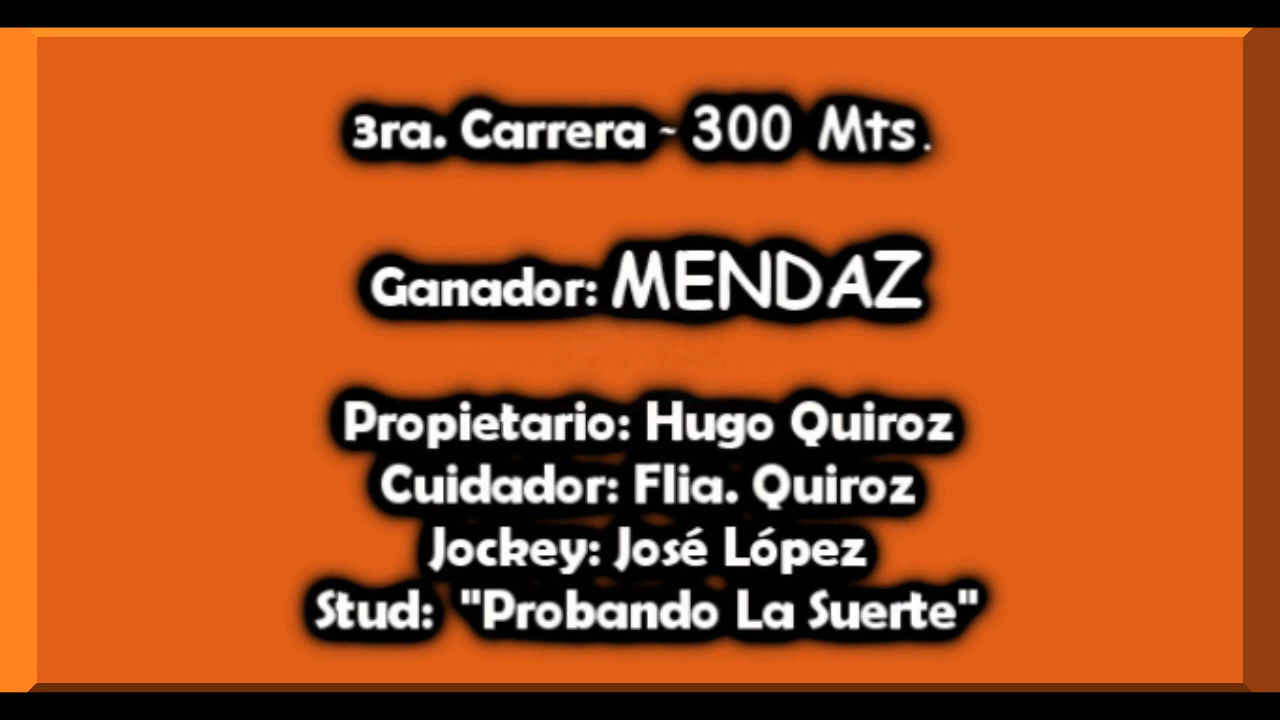 3ra. Carrera - 300 Mts.
Ganador: MENDAZ
Propietario: Hugo Quiroz
Cuidador: Flia. Quiroz
Jockey: José López
Stud: "Probando La Suerte"